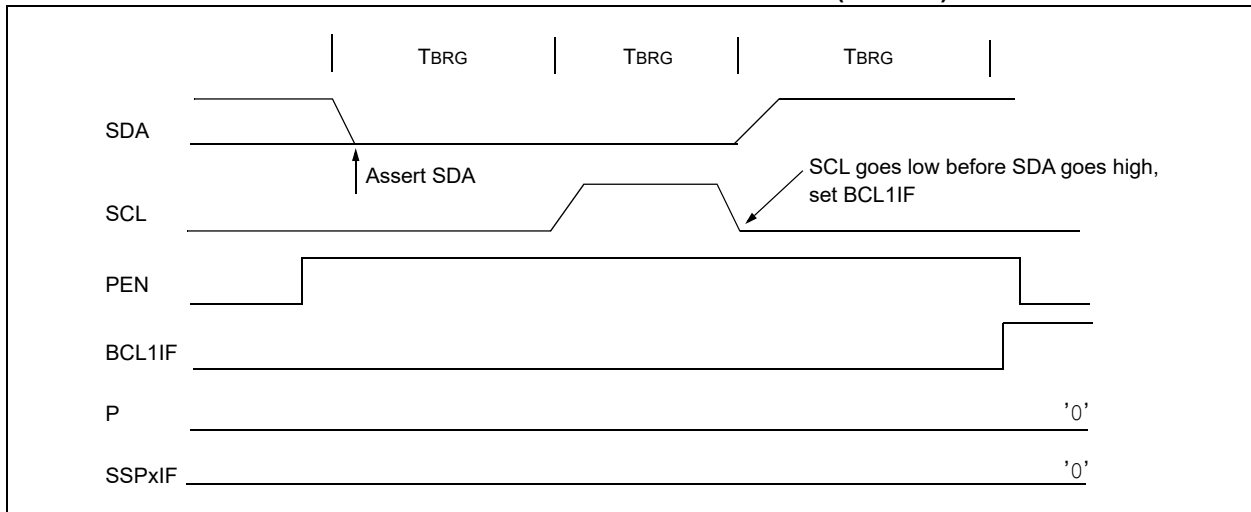 TBRG TBRG TBRG
SDA
Assert SDA
SCL goes low before SDA goes high,
set BCL1IF
SCL
PEN
BCL1IF
P '0'
SSPxIF '0'